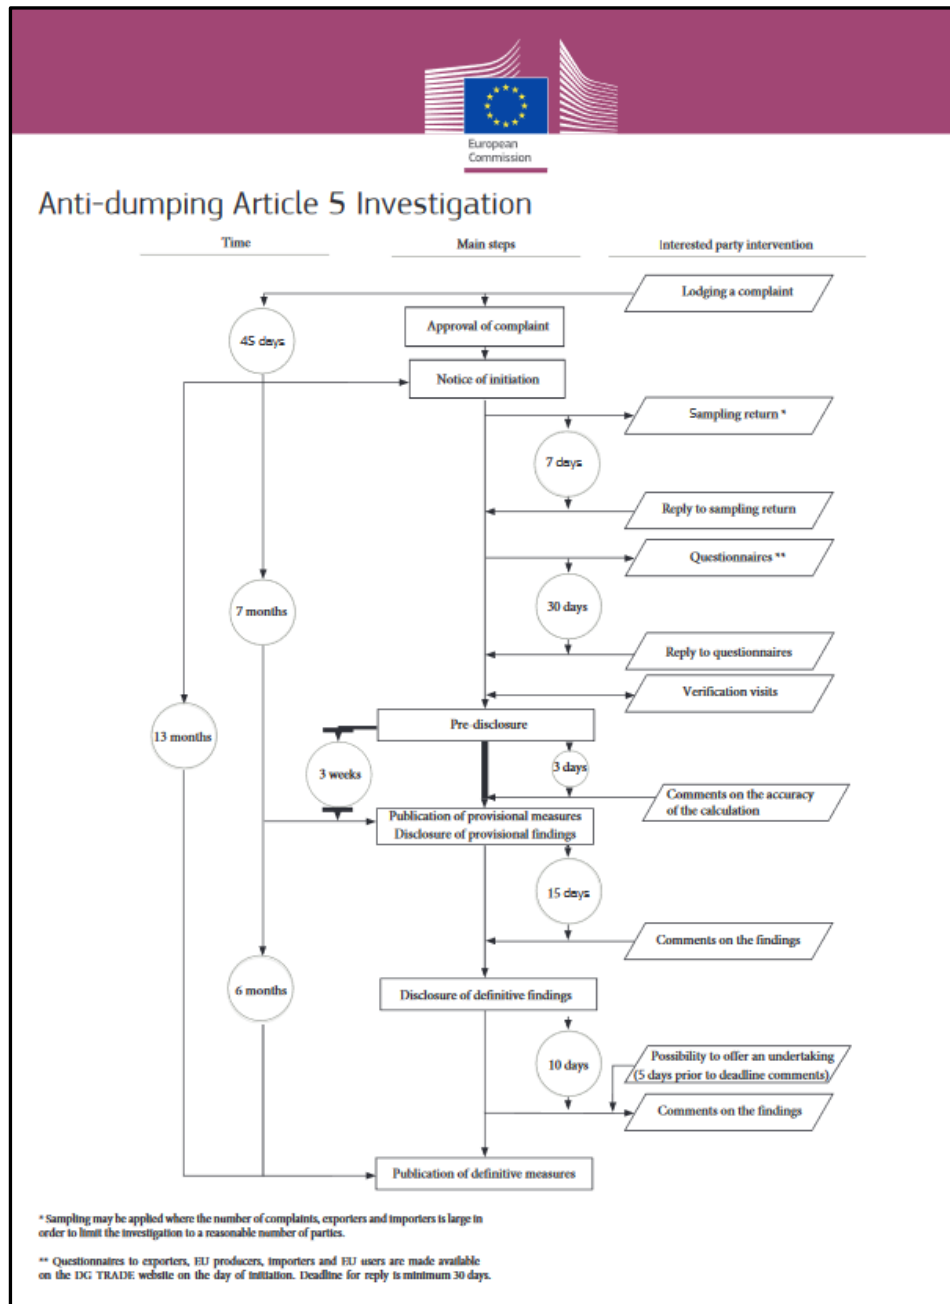 European
Commission
Anti-dumping Article 5 Investigation
Time
Main steps
Interested party intervention
Lodging a complaint
45 days
Approval of complaint
Notice of initiation
Sampling return *
7 days
Reply to sampling return
Questionnaires **
30 days
7 months
Reply to questionnaires
Verification visits
Pre-disclosure
13 months
3 weeks
3 days
Comments on the accuracy
of the calculation
Publication of provisional measures
Disclosure of provisional findings
15 days
Comments on the findings
6 months
Disclosure of definitive findings
10 days
Possibility to offer an undertaking
(5 days prior to deadline comments)
Comments on the findings
Publication of definitive measures
* Sampling may be applied where the number of complaints, exporters and importers is large in
order to limit the investigation to a reasonable number of parties.
** Questionnaires to exporters, EU producers, importers and EU users are made available
on the DG TRADE website on the day of initiation. Deadline for reply is minimum 30 days.